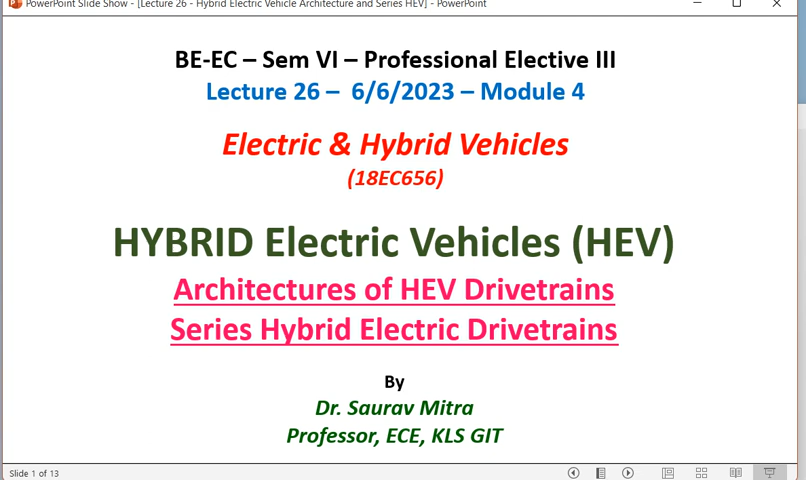 PowerPoint Slide Show - [Lecture 26 - Hybrid Electric Vehicle Architecture and Series HEV] - PowerPoint
BE-EC – Sem VI – Professional Elective III
Lecture 26 – 6/6/2023 – Module 4
Electric & Hybrid Vehicles
(18EC656)
HYBRID Electric Vehicles (HEV)
Architectures of HEV Drivetrains
Series Hybrid Electric Drivetrains
By
Dr. Saurav Mitra
Professor, ECE, KLS GIT
Slide 1 of 13